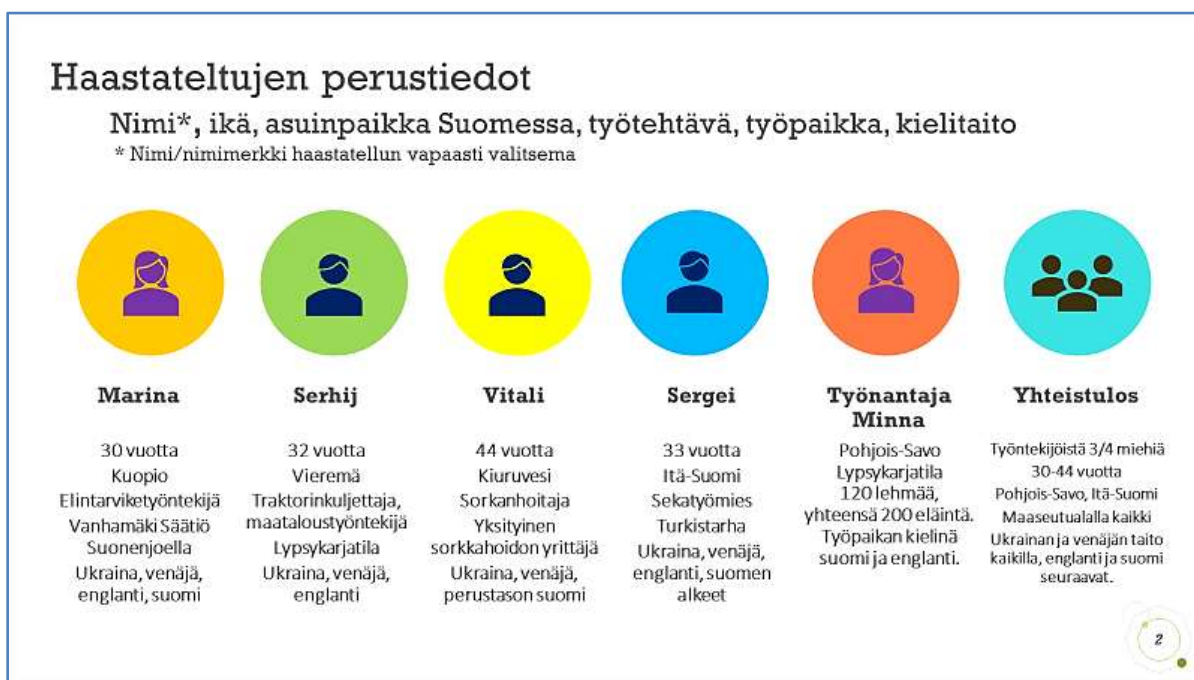 Haastateltujen perustiedot
Nimi*, ikä, asuinpaikka Suomessa, työtehtävä, työpaikka, kielitaito
* Nimi/nimimerkki haastatellun vapaasti valitsema
Marina
30 vuotta
Kuopio
Elintarviketyöntekijä
Vanhamäki Säätiö
Suonenjoella
Ukraina, venäjä,
englanti, suomi
Serhij
32 vuotta
Vieremä
Traktorinkuljettaja,
maataloustyöntekijä
Lypsykarjatila
Ukraina, venäjä,
englanti
Vitali
44 vuotta
Kiuruvesi
Sorkanhoitaja
Yksityinen
sorkkahoidon yrittäjä
Ukraina, venäjä,
perustason suomi
Sergei
33 vuotta
Itä-Suomi
Sekatyömies
Turkistarha
Ukraina, venäjä,
englanti, suomen
alkeet
Työnantaja
Minna
Pohjois-Savo
Lypsykarjatila
120 lehmää,
yhteensä 200 eläintä.
Työpaikan kielinä
suomi ja englanti.
Yhteistulos
Työntekijöistä 3/4 miehiä
30-44 vuotta
Pohjois-Savo, Itä-Suomi
Maaseutualalla kaikki
Ukrainan ja venäjän taito
kaikilla, englanti ja suomi
seuraavat.
2